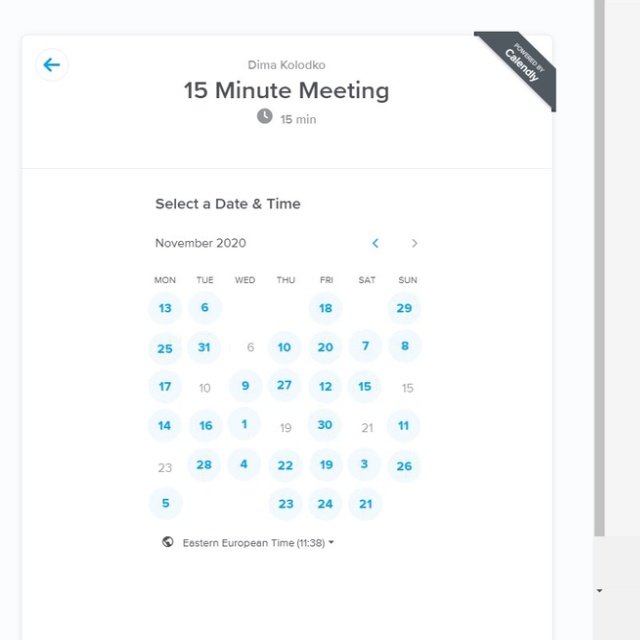 POWERED BY
Calendly
Dima Kolodko
15 Minute Meeting
15 min
Select a Date & Time
November 2020
MON TUE WED THU FRI SAT SUN
13 6 18 29
25 31 6 10 20 7 8
17 10 9 27 12 15 15
14 16 1 19 30 21 11
23 28 4 22 19 3 26
5 23 24 21
Eastern European Time (11:38)